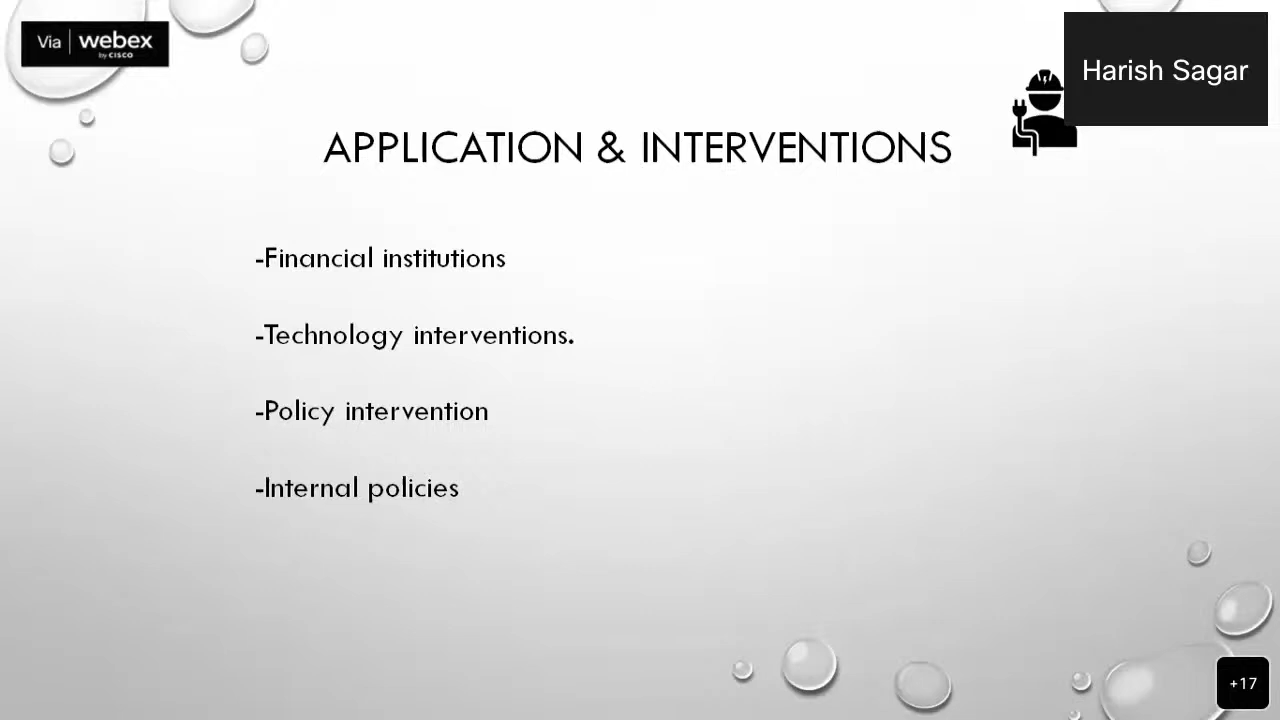 Via webex
by CISCO
Harish Sagar
APPLICATION & INTERVENTIONS
-Financial institutions
-Technology interventions.
-Policy intervention
-Internal policies
+17